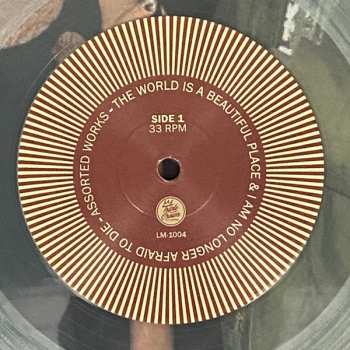 THE WORLD IS A BEAUTIFUL PLACE & I AM NO LONGER AFRAID TO DIE - ASSORTED WORKS -
SIDE 1
33 RPM
LM-1004